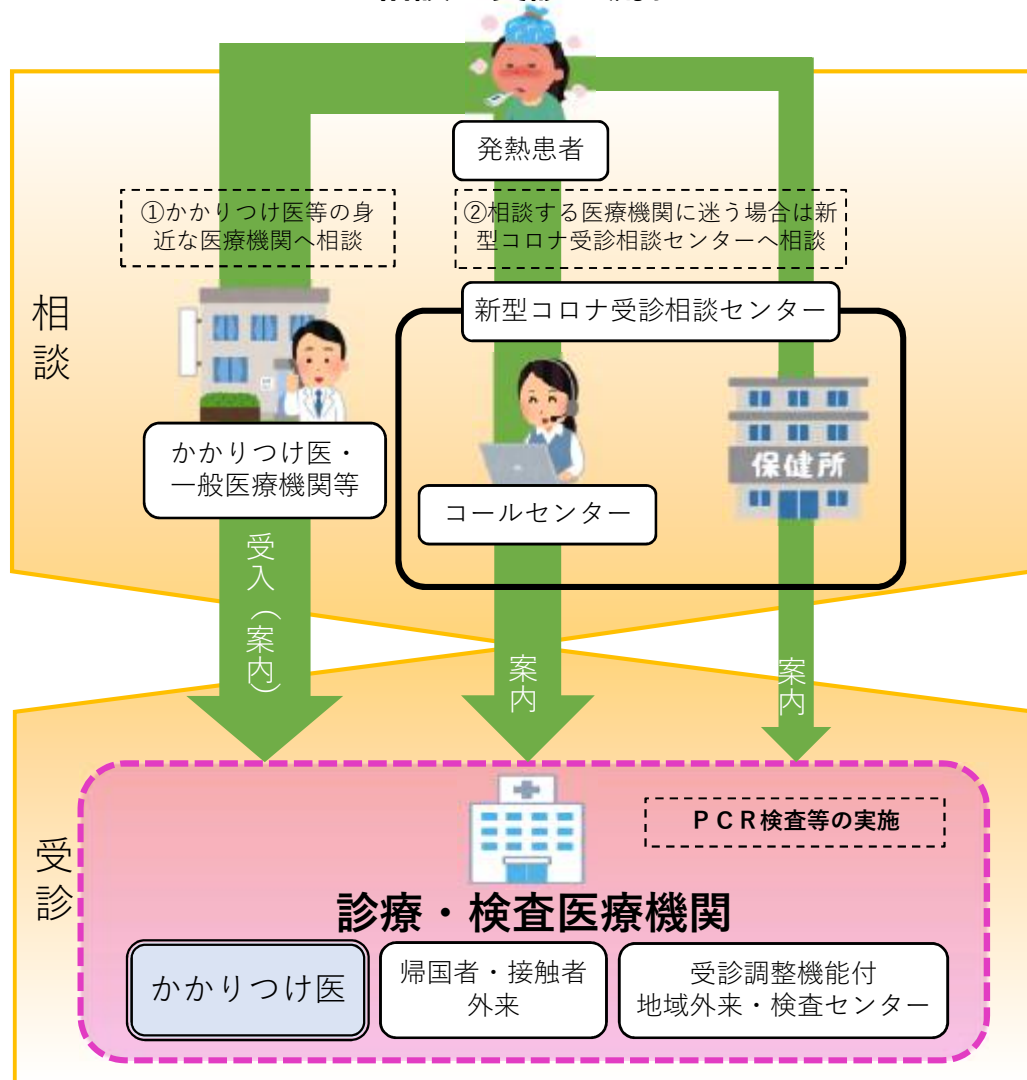 発熱患者
①かかりつけ医等の身
近な医療機関へ相談
②相談する医療機関に迷う場合は新
型コロナ受診相談センターへ相談
相談
新型コロナ受診相談センター
かかりつけ医・
一般医療機関等
コールセンター
保健所
受入（案内）
案内
案内
受診
ＰＣＲ検査等の実施
診療・検査医療機関
かかりつけ医
帰国者・接触者
外来
受診調整機能付
地域外来・検査センター